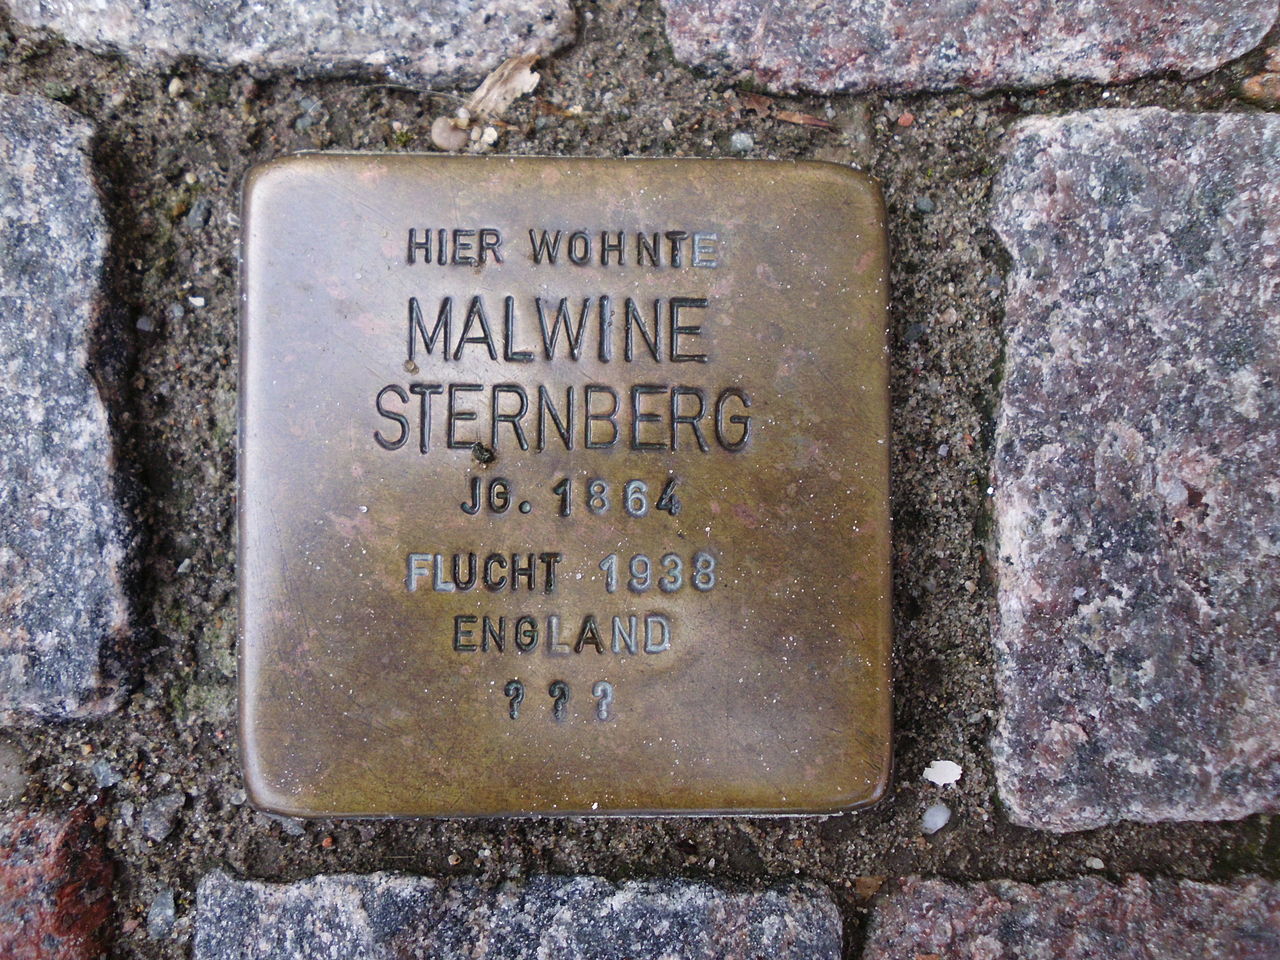 HIER WOHNTE
MALWINE
STERNBERG
JG. 1864
FLUCHT 1938
ENGLAND
? ? ?